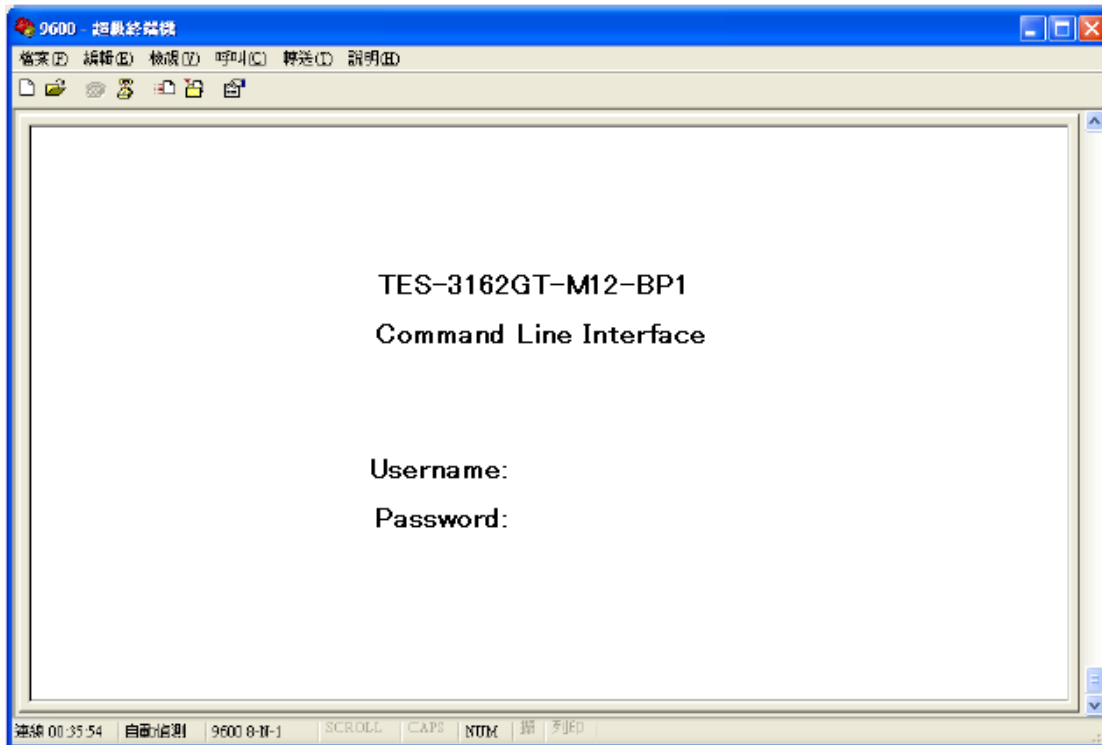 9600 - 超級終端機
檔案(F) 編輯(E) 檢視(V) 呼叫(C) 轉送(T) 說明(H)
TES-3162GT-M12-BP1
Command Line Interface
Username:
Password:
連線 00:35:54 自動偵測 9600 8-N-1 SCROLL CAPS NUM 擷 列印